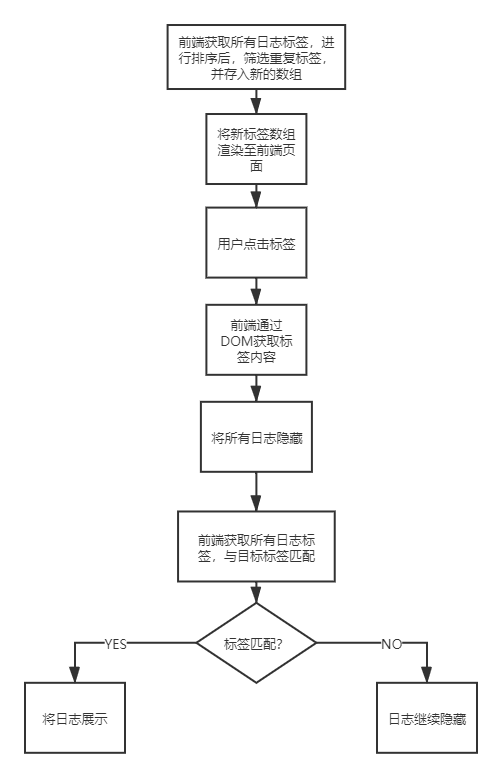 前端获取所有日志标签，进
行排序后，筛选重复标签，
并存入新的数组
将新标签数组
渲染至前端页
面
用户点击标签
前端通过
DOM获取标
签内容
将所有日志隐藏
前端获取所有日志标
签，与目标标签匹配
标签匹配?
YES
NO
将日志展示
日志继续隐藏